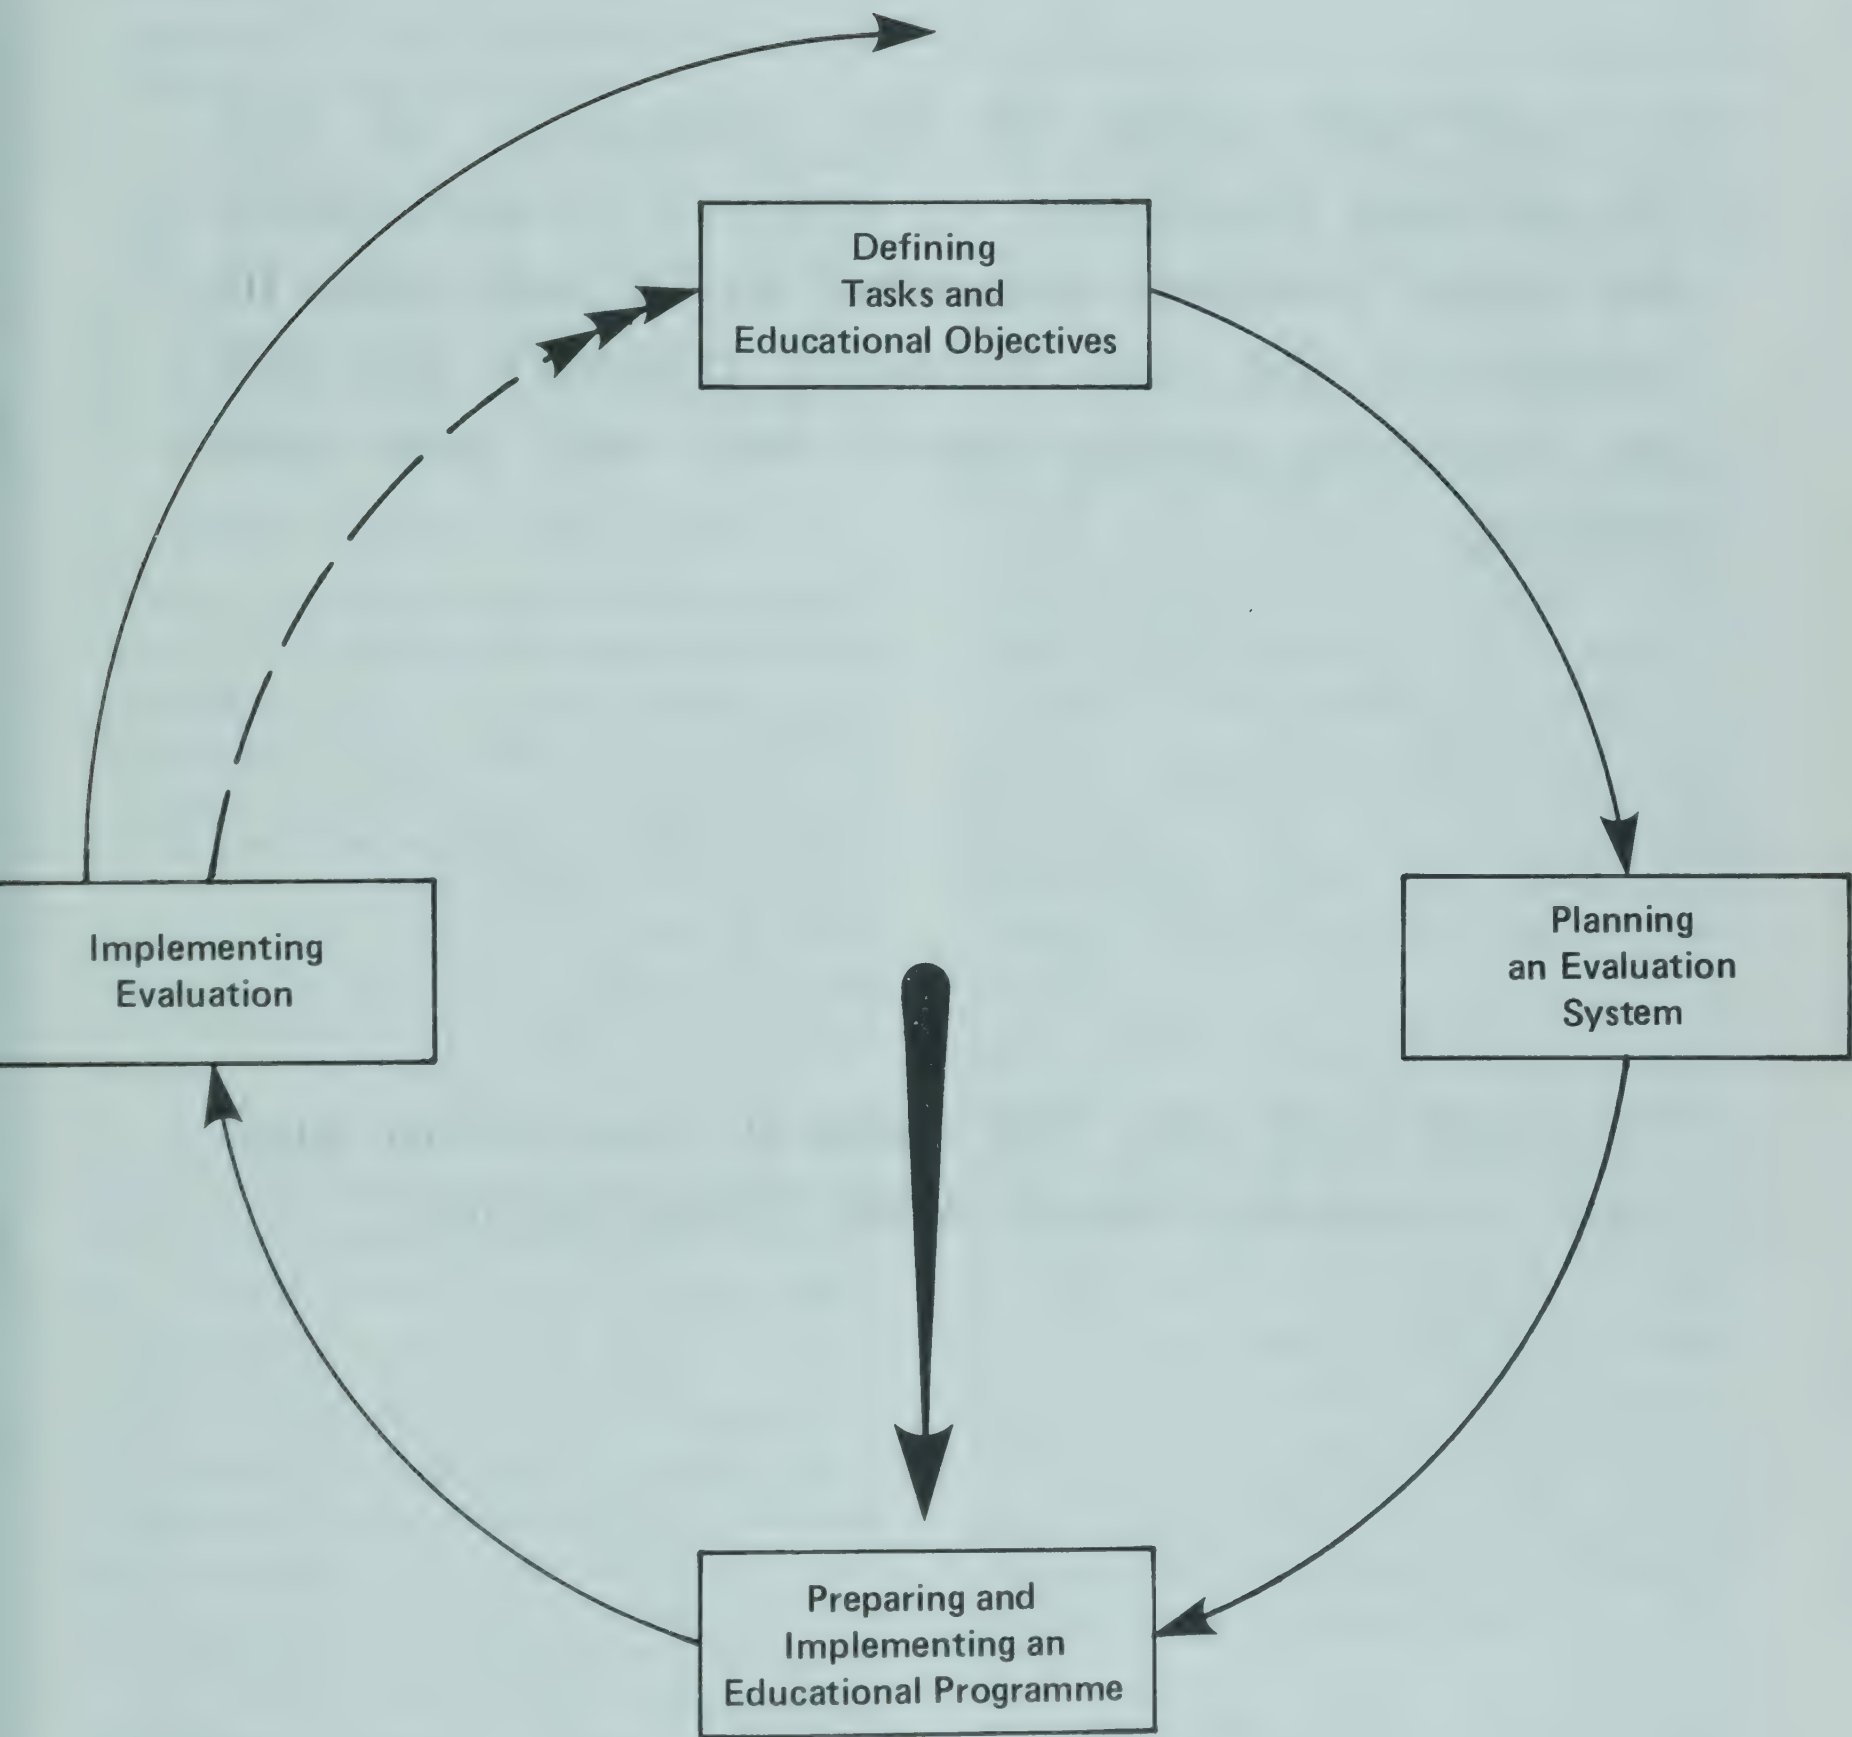 Defining
Tasks and
Educational Objectives
Planning
an Evaluation
System
Preparing and
Implementing an
Educational Programme
Implementing
Evaluation